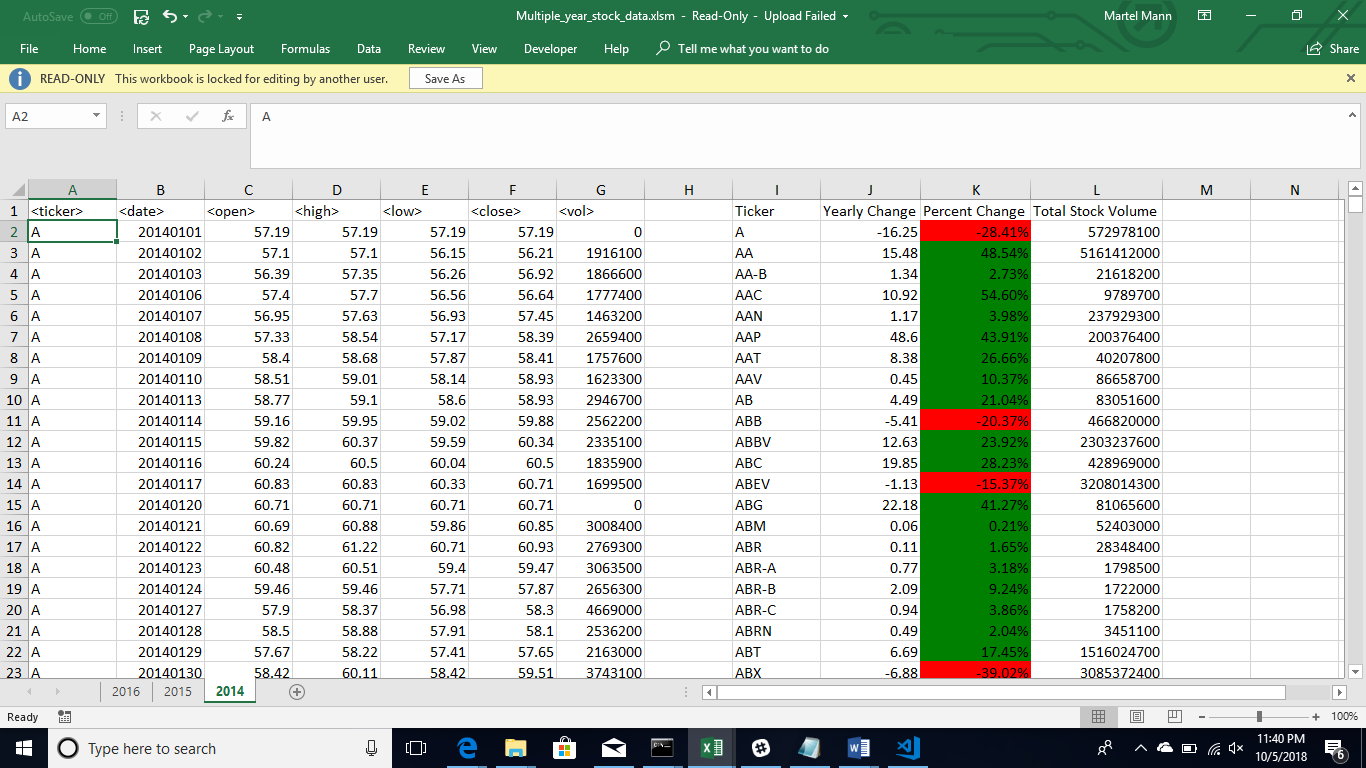 AutoSave Off Multiple_year_stock_data.xlsm - Read-Only - Upload Failed Martel Mann
File Home Insert Page Layout Formulas Data Review View Developer Help Tell me what you want to do Share
READ-ONLY This workbook is locked for editing by another user. Save As
A2 fx A
A B C D E F G H I J K L M N
1 <ticker> <date> <open> <high> <low> <close> <vol> Ticker Yearly Change Percent Change Total Stock Volume
2 A 20140101 57.19 57.19 57.19 57.19 0 A -16.25 -28.41% 572978100
3 A 20140102 57.1 57.1 56.15 56.21 1916100 AA 15.48 48.54% 5161412000
4 A 20140103 56.39 57.35 56.26 56.92 1866600 AA-B 1.34 2.73% 21618200
5 A 20140106 57.4 57.7 56.56 56.64 1777400 AAC 10.92 54.60% 9789700
6 A 20140107 56.95 57.63 56.93 57.45 1463200 AAN 1.17 3.98% 237929300
7 A 20140108 57.33 58.54 57.17 58.39 2659400 AAP 48.6 43.91% 200376400
8 A 20140109 58.4 58.68 57.87 58.41 1757600 AAT 8.38 26.66% 40207800
9 A 20140110 58.51 59.01 58.14 58.93 1623300 AAV 0.45 10.37% 86658700
10 A 20140113 58.77 59.1 58.6 58.93 2946700 AB 4.49 21.04% 83051600
11 A 20140114 59.16 59.95 59.02 59.88 2562200 ABB -5.41 -20.37% 466820000
12 A 20140115 59.82 60.37 59.59 60.34 2335100 ABBV 12.63 23.92% 2303237600
13 A 20140116 60.24 60.5 60.04 60.5 1835900 ABC 19.85 28.23% 428969000
14 A 20140117 60.83 60.83 60.33 60.71 1699500 ABEV -1.13 -15.37% 3208014300
15 A 20140120 60.71 60.71 60.71 60.71 0 ABG 22.18 41.27% 81065600
16 A 20140121 60.69 60.88 59.86 60.85 3008400 ABM 0.06 0.21% 52403000
17 A 20140122 60.82 61.22 60.71 60.93 2769300 ABR 0.11 1.65% 28348400
18 A 20140123 60.48 60.51 59.4 59.47 3063500 ABR-A 0.77 3.18% 1798500
19 A 20140124 59.46 59.46 57.71 57.87 2656300 ABR-B 2.09 9.24% 1722000
20 A 20140127 57.9 58.37 56.98 58.3 4669000 ABR-C 0.94 3.86% 1758200
21 A 20140128 58.5 58.88 57.91 58.1 2536200 ABRN 0.49 2.04% 3451100
22 A 20140129 57.67 58.22 57.41 57.65 2163000 ABT 6.69 17.45% 1516024700
23 A 20140130 58.42 60.11 58.42 59.51 3743100 ABX -6.88 -39.02% 3085372400
2016 2015 2014
Ready 100%
Type here to search 11:40 PM
10/5/2018 6